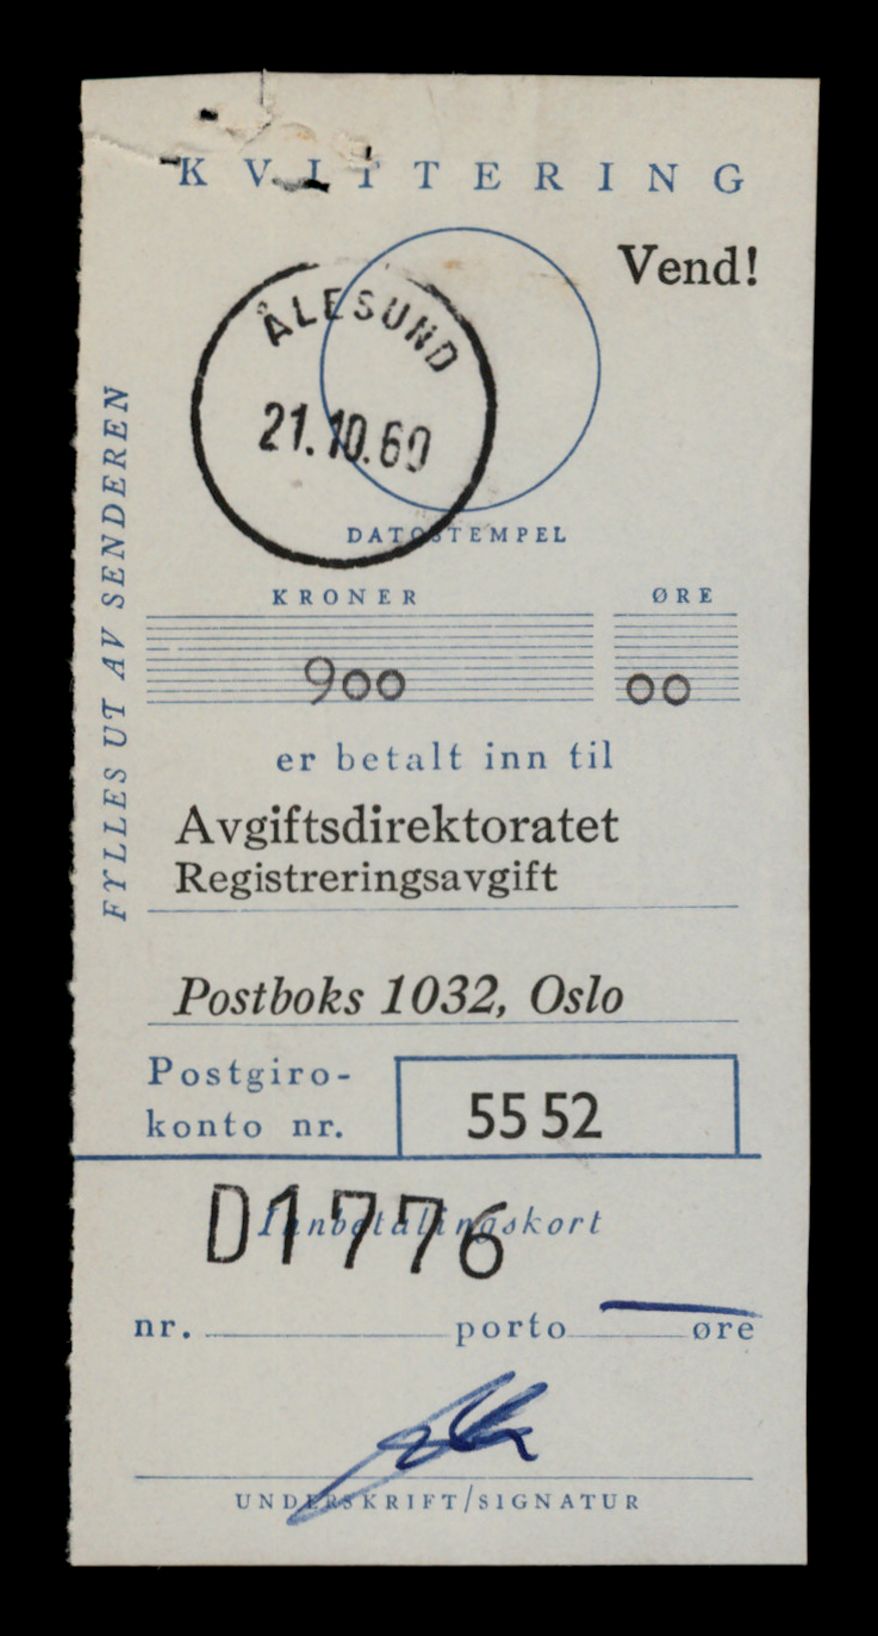 KVITTERING
Vend!
ÅLESUND
21.10.60
DATOSTEMPEL
KRONER ØRE
900 00
er betalt inn til
Avgiftsdirektoratet
Registreringsavgift
Postboks 1032, Oslo
Postgiro-
konto nr. 55 52
D1776
Innbetalingskort
nr. porto øre
UNDERSKRIFT/SIGNATUR
FYLLES UT AV SENDEREN